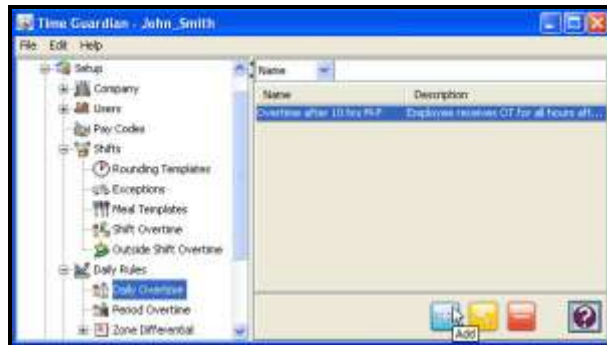 Time Guardian - John_Smith
File Edit Help
Setup
Company
Users
Pay Codes
Shifts
Rounding Templates
Exceptions
Meal Templates
Shift Overtime
Outside Shift Overtime
Daily Rules
Daily Overtime
Period Overtime
Zone Differential
Name
Name Description
Overtime after 10 hrs M-F Employee receives OT for all hours aft...
Add